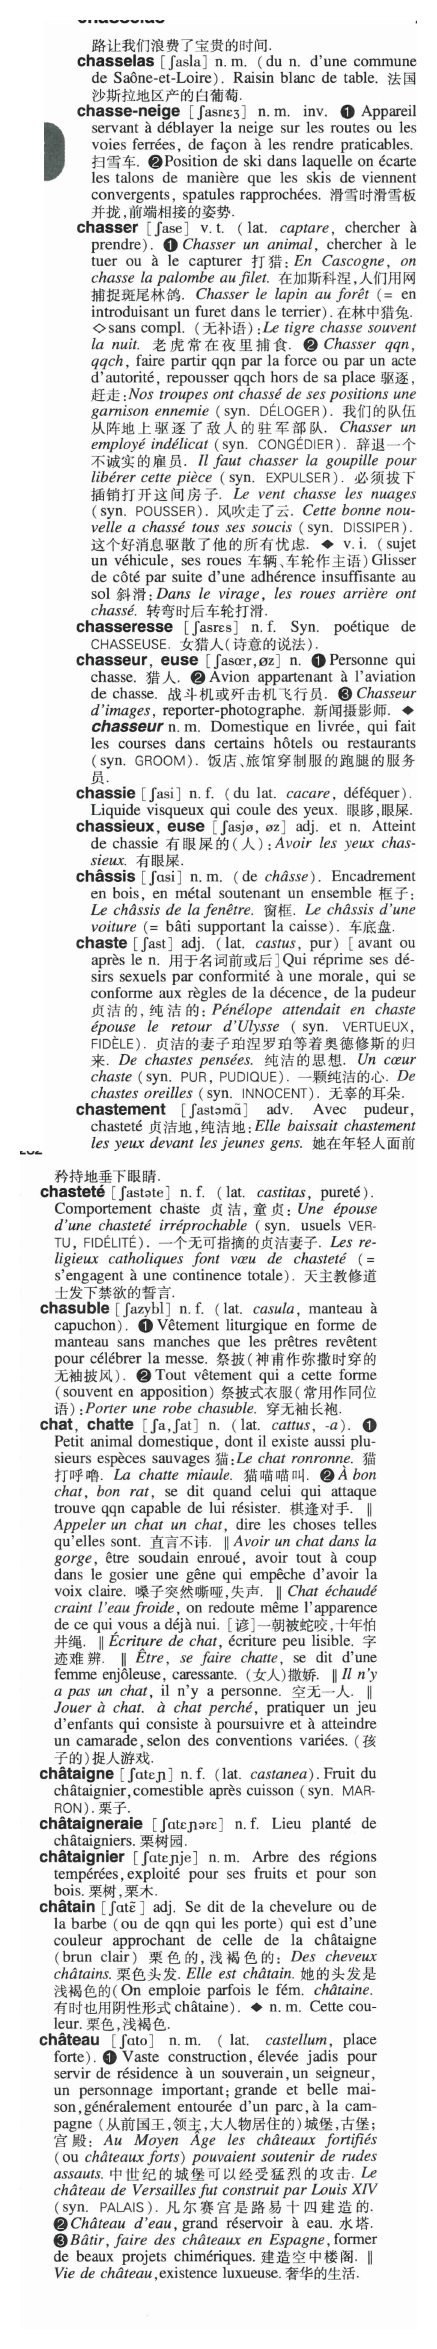 路让我们浪费了宝贵的时间.
chasselas [ʃasla] n. m. (du n. d'une commune
de Saône-et-Loire). Raisin blanc de table. 法国
沙斯拉地区产的白葡萄.
chasse-neige [ʃasnɛʒ] n. m. inv. ❶ Appareil
servant à déblayer la neige sur les routes ou les
voies ferrées, de façon à les rendre praticables.
扫雪车. ❷Position de ski dans laquelle on écarte
les talons de manière que les skis de viennent
convergents, spatules rapprochées. 滑雪时滑雪板
并拢,前端相接的姿势.
chasser [ʃase] v. t. (lat. captare, chercher à
prendre). ❶ Chasser un animal, chercher à le
tuer ou à le capturer 打猎: En Cascogne, on
chasse la palombe au filet. 在加斯科涅,人们用网
捕捉斑尾林鸽. Chasser le lapin au forêt (= en
introduisant un furet dans le terrier). 在林中猎兔.
◇sans compl. (无补语):Le tigre chasse souvent
la nuit. 老虎常在夜里捕食. ❷ Chasser qqn,
qqch, faire partir qqn par la force ou par un acte
d'autorité, repousser qqch hors de sa place 驱逐,
赶走:Nos troupes ont chassé de ses positions une
garnison ennemie (syn. DÉLOGER). 我们的队伍
从阵地上驱逐了敌人的驻军部队. Chasser un
employé indélicat (syn. CONGÉDIER). 辞退一个
不诚实的雇员. Il faut chasser la goupille pour
libérer cette pièce (syn. EXPULSER). 必须拔下
插销打开这间房子. Le vent chasse les nuages
(syn. POUSSER). 风吹走了云. Cette bonne nou-
velle a chassé tous ses soucis (syn. DISSIPER).
这个好消息驱散了他的所有忧虑. ◆ v. i. (sujet
un véhicule, ses roues 车辆、车轮作主语) Glisser
de côté par suite d'une adhérence insuffisante au
sol 斜滑: Dans le virage, les roues arrière ont
chassé. 转弯时后车轮打滑.
chasseresse [ʃasrɛs] n. f. Syn. poétique de
CHASSEUSE. 女猎人(诗意的说法).
chasseur, euse [ʃasœr,øz] n. ❶ Personne qui
chasse. 猎人. ❷ Avion appartenant à l'aviation
de chasse. 战斗机或歼击机飞行员. ❸ Chasseur
d'images, reporter-photographe. 新闻摄影师. ◆
chasseur n. m. Domestique en livrée, qui fait
les courses dans certains hôtels ou restaurants
(syn. GROOM). 饭店、旅馆穿制服的跑腿的服务
员.
chassie [ʃasi] n. f. (du lat. cacare, déféquer).
Liquide visqueux qui coule des yeux. 眼眵,眼屎.
chassieux, euse [ʃasjø, øz] adj. et n. Atteint
de chassie 有眼屎的(人): Avoir les yeux chas-
sieux. 有眼屎.
châssis [ʃɑsi] n. m. (de châsse). Encadrement
en bois, en métal soutenant un ensemble 框子:
Le châssis de la fenêtre. 窗框. Le châssis d'une
voiture (= bâti supportant la caisse). 车底盘.
chaste [ʃast] adj. (lat. castus, pur) [avant ou
après le n. 用于名词前或后]Qui réprime ses dé-
sirs sexuels par conformité à une morale, qui se
conforme aux règles de la décence, de la pudeur
贞洁的, 纯洁的: Pénélope attendait en chaste
épouse le retour d'Ulysse (syn. VERTUEUX,
FIDÈLE). 贞洁的妻子珀涅罗珀等着奥德修斯的归
来. De chastes pensées. 纯洁的思想. Un cœur
chaste (syn. PUR, PUDIQUE). 一颗纯洁的心. De
chastes oreilles (syn. INNOCENT). 无辜的耳朵.
chastement [ʃastəmɑ̃] adv. Avec pudeur,
chasteté 贞洁地,纯洁地: Elle baissait chastement
les yeux devant les jeunes gens. 她在年轻人面前
矜持地垂下眼睛.
chasteté [ʃastəte] n. f. (lat. castitas, pureté).
Comportement chaste 贞洁, 童贞: Une épouse
d'une chasteté irréprochable (syn. usuels VER-
TU, FIDÉLITÉ). 一个无可指摘的贞洁妻子. Les re-
ligieux catholiques font vœu de chasteté (=
s'engagent à une continence totale). 天主教修道
士发下禁欲的誓言.
chasuble [ʃazybl] n. f. (lat. casula, manteau à
capuchon). ❶ Vêtement liturgique en forme de
manteau sans manches que les prêtres revêtent
pour célébrer la messe. 祭披(神甫作弥撒时穿的
无袖披风). ❷ Tout vêtement qui a cette forme
(souvent en apposition) 祭披式衣服(常用作同位
语):Porter une robe chasuble. 穿无袖长袍.
chat, chatte [ʃa,ʃat] n. (lat. cattus, -a). ❶
Petit animal domestique, dont il existe aussi plu-
sieurs espèces sauvages 猫:Le chat ronronne. 猫
打呼噜. La chatte miaule. 猫喵喵叫. ❷À bon
chat, bon rat, se dit quand celui qui attaque
trouve qqn capable de lui résister. 棋逢对手. ‖
Appeler un chat un chat, dire les choses telles
qu'elles sont. 直言不讳. ‖ Avoir un chat dans la
gorge, être soudain enroué, avoir tout à coup
dans le gosier une gêne qui empêche d'avoir la
voix claire. 嗓子突然嘶哑,失声. ‖ Chat échaudé
craint l'eau froide, on redoute même l'apparence
de ce qui vous a déjà nui. [谚]一朝被蛇咬,十年怕
井绳. ‖ Écriture de chat, écriture peu lisible. 字
迹难辨. ‖ Être, se faire chatte, se dit d'une
femme enjôleuse, caressante. (女人)撒娇. ‖ Il n'y
a pas un chat, il n'y a personne. 空无一人. ‖
Jouer à chat. à chat perché, pratiquer un jeu
d'enfants qui consiste à poursuivre et à atteindre
un camarade, selon des conventions variées. (孩
子的)捉人游戏.
châtaigne [ʃɑtɛɲ] n. f. (lat. castanea). Fruit du
châtaignier, comestible après cuisson (syn. MAR-
RON). 栗子.
châtaigneraie [ʃɑtɛɲərɛ] n. f. Lieu planté de
châtaigniers. 栗树园.
châtaignier [ʃɑtɛɲje] n. m. Arbre des régions
tempérées, exploité pour ses fruits et pour son
bois. 栗树,栗木.
châtain [ʃɑtɛ̃] adj. Se dit de la chevelure ou de
la barbe (ou de qqn qui les porte) qui est d'une
couleur approchant de celle de la châtaigne
(brun clair) 栗色的, 浅褐色的: Des cheveux
châtains. 栗色头发. Elle est châtain. 她的头发是
浅褐色的(On emploie parfois le fém. châtaine.
有时也用阴性形式 châtaine). ◆ n. m. Cette cou-
leur. 栗色,浅褐色.
château [ʃɑto] n. m. ( lat. castellum, place
forte). ❶ Vaste construction, élevée jadis pour
servir de résidence à un souverain, un seigneur,
un personnage important; grande et belle mai-
son, généralement entourée d'un parc, à la cam-
pagne (从前国王,领主,大人物居住的)城堡,古堡;
宫殿: Au Moyen Âge les châteaux fortifiés
(ou châteaux forts) pouvaient soutenir de rudes
assauts. 中世纪的城堡可以经受猛烈的攻击. Le
château de Versailles fut construit par Louis XIV
(syn. PALAIS). 凡尔赛宫是路易十四建造的.
❷Château d'eau, grand réservoir à eau. 水塔.
❸Bâtir, faire des châteaux en Espagne, former
de beaux projets chimériques. 建造空中楼阁. ‖
Vie de château, existence luxueuse. 奢华的生活.